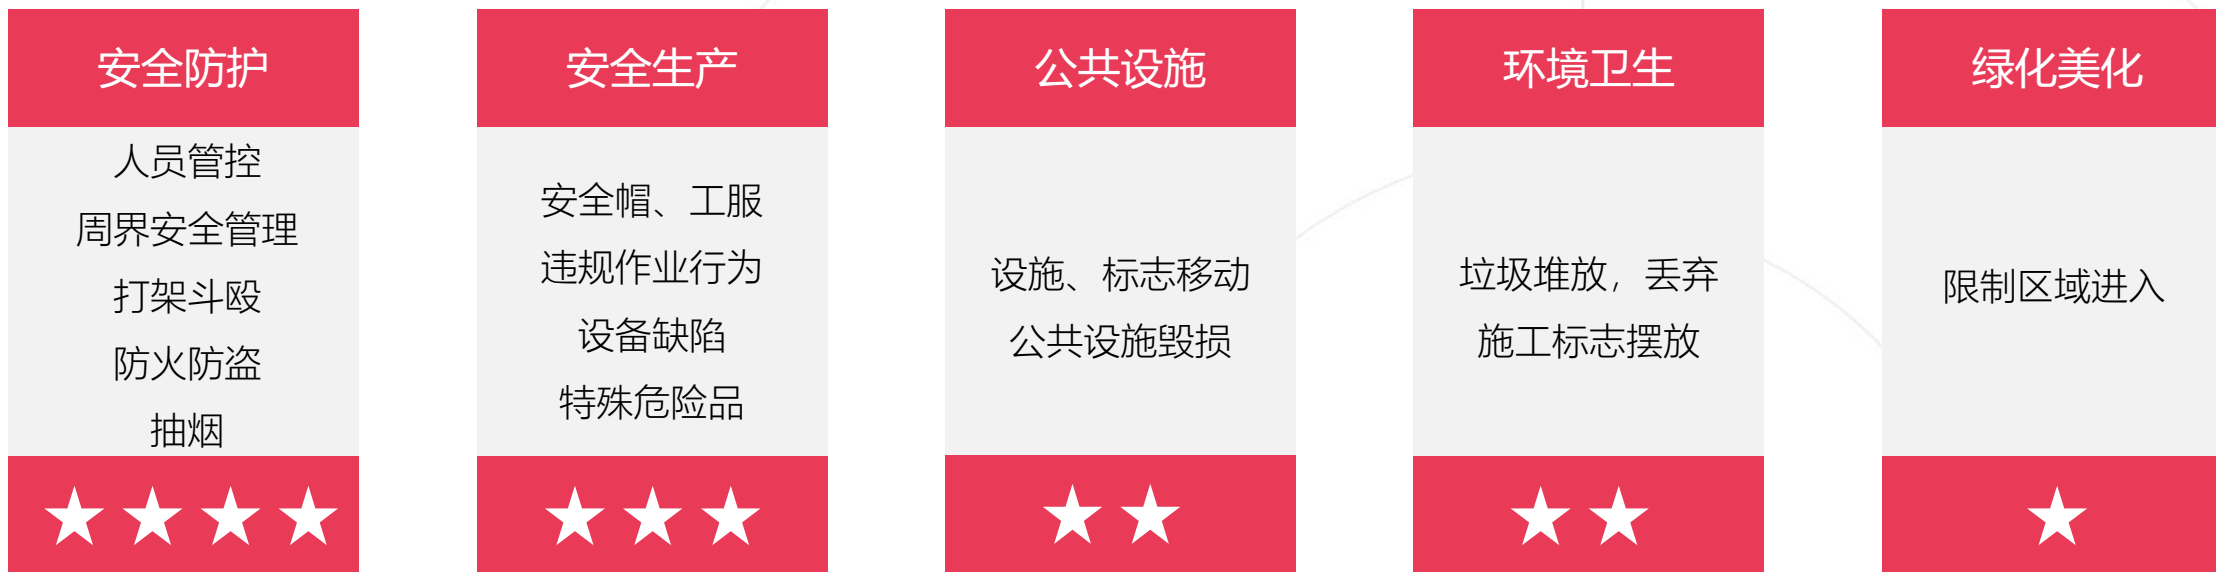 安全防护
人员管控
周界安全管理
打架斗殴
防火防盗
抽烟
★★★★
安全生产
安全帽、工服
违规作业行为
设备缺陷
特殊危险品
★★★
公共设施
设施、标志移动
公共设施毁损
★★
环境卫生
垃圾堆放，丢弃
施工标志摆放
★★
绿化美化
限制区域进入
★